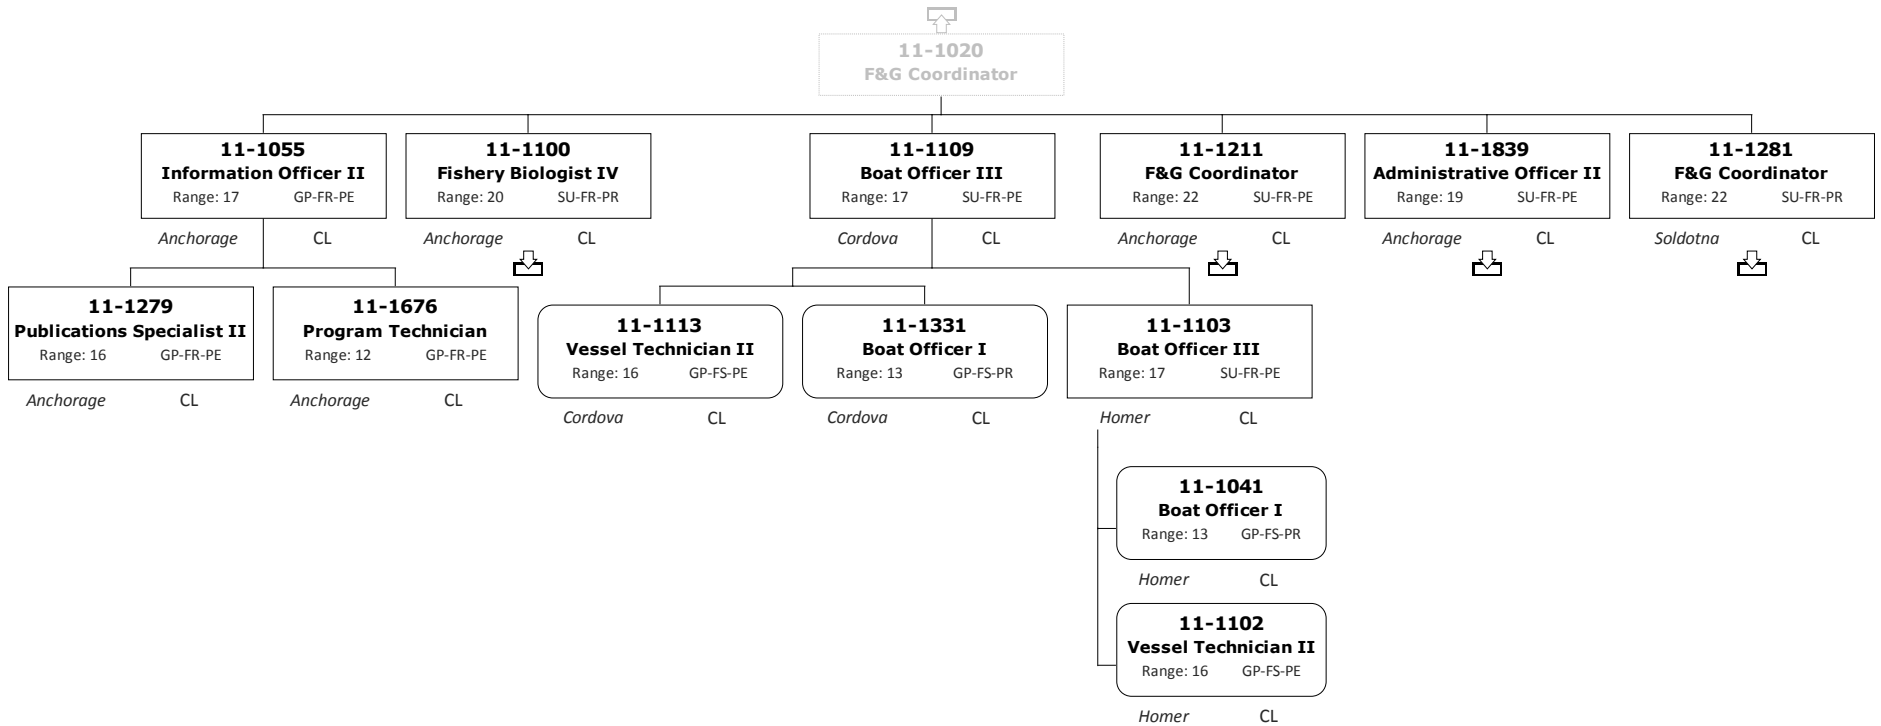 11-1020
F&G Coordinator
11-1055
Information Officer II
Range: 17 GP-FR-PE
Anchorage CL
11-1100
Fishery Biologist IV
Range: 20 SU-FR-PR
Anchorage CL
11-1109
Boat Officer III
Range: 17 SU-FR-PE
Cordova CL
11-1211
F&G Coordinator
Range: 22 SU-FR-PE
Anchorage CL
11-1839
Administrative Officer II
Range: 19 SU-FR-PE
Anchorage CL
11-1281
F&G Coordinator
Range: 22 SU-FR-PR
Soldotna CL
11-1279
Publications Specialist II
Range: 16 GP-FR-PE
Anchorage CL
11-1676
Program Technician
Range: 12 GP-FR-PE
Anchorage CL
11-1113
Vessel Technician II
Range: 16 GP-FS-PE
Cordova CL
11-1331
Boat Officer I
Range: 13 GP-FS-PR
Cordova CL
11-1103
Boat Officer III
Range: 17 SU-FR-PE
Homer CL
11-1041
Boat Officer I
Range: 13 GP-FS-PR
Homer CL
11-1102
Vessel Technician II
Range: 16 GP-FS-PE
Homer CL